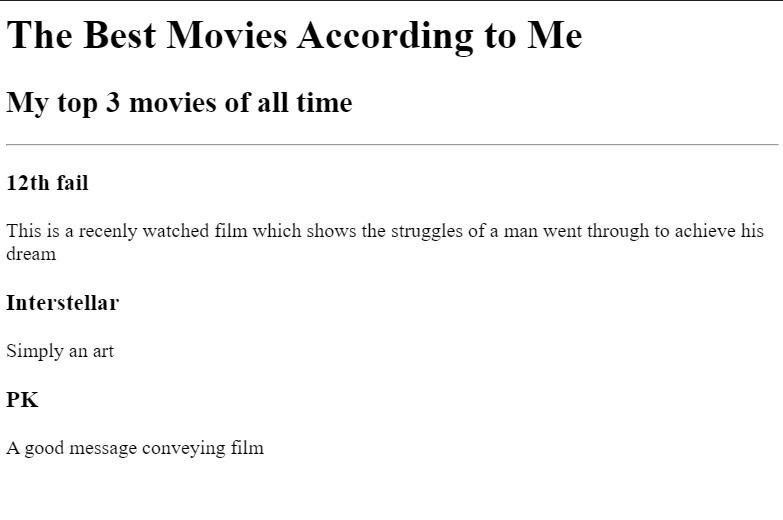 The Best Movies According to Me
My top 3 movies of all time
12th fail
This is a recenly watched film which shows the struggles of a man went through to achieve his
dream
Interstellar
Simply an art
PK
A good message conveying film